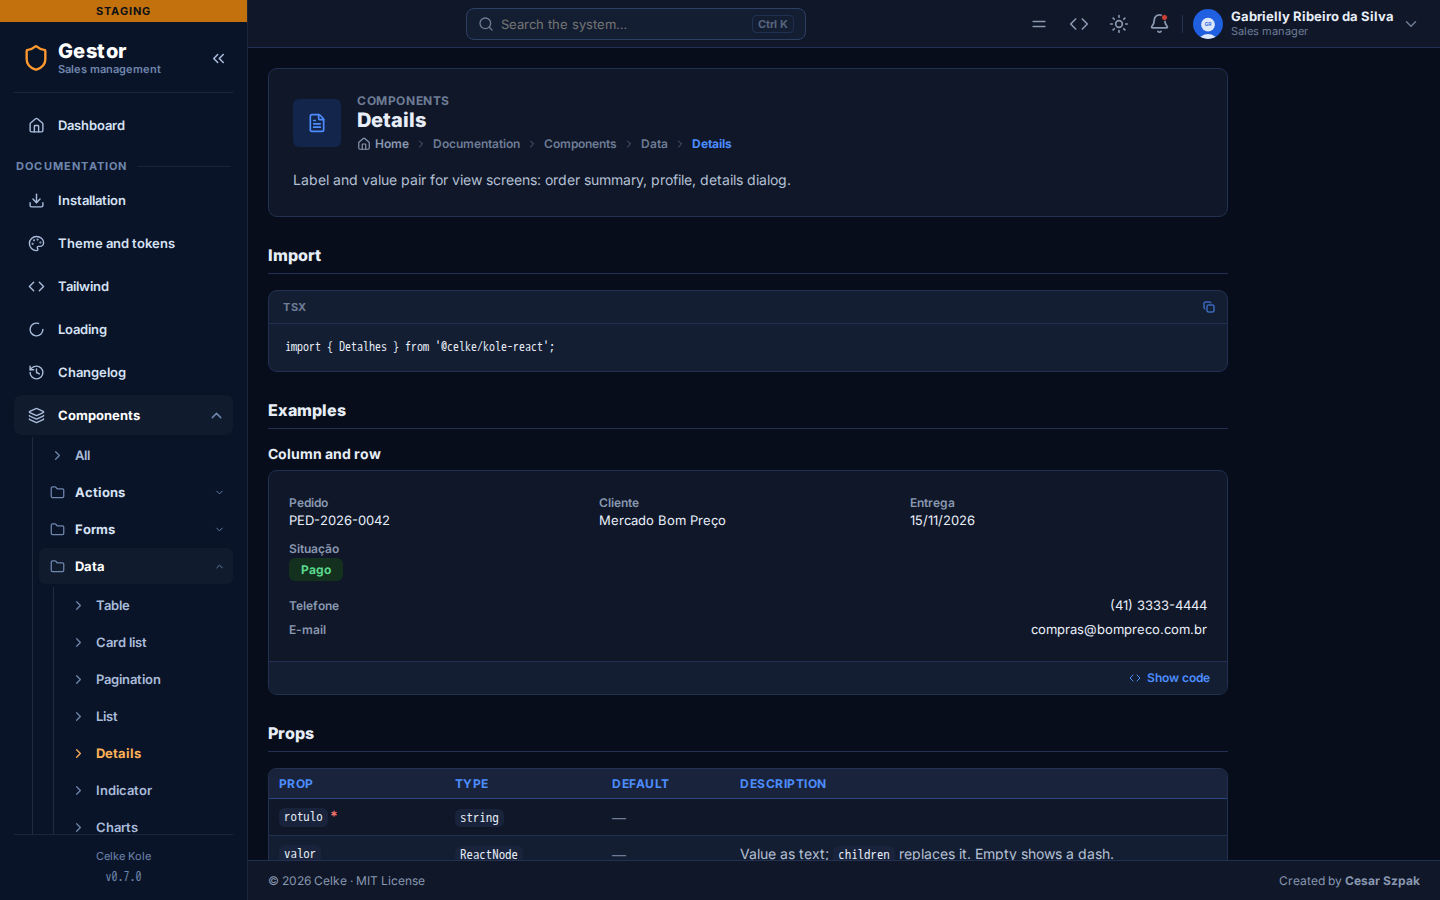 STAGING
Gestor
Sales management
Dashboard
DOCUMENTATION
Installation
Theme and tokens
Tailwind
Loading
Changelog
Components
All
Actions
Forms
Data
Table
Card list
Pagination
List
Details
Indicator
Charts
Celke Kole
v0.7.0
Search the system...
Ctrl K
GR
Gabrielly Ribeiro da Silva
Sales manager
COMPONENTS
Details
Home > Documentation > Components > Data > Details
Label and value pair for view screens: order summary, profile, details dialog.
Import
TSX
import { Detalhes } from '@celke/kole-react';
Examples
Column and row
Pedido
PED-2026-0042
Cliente
Mercado Bom Preço
Entrega
15/11/2026
Situação
Pago
Telefone
(41) 3333-4444
E-mail
compras@bompreco.com.br
Show code
Props
PROP TYPE DEFAULT DESCRIPTION
rotulo * string —
valor ReactNode — Value as text; children replaces it. Empty shows a dash.
© 2026 Celke · MIT License
Created by Cesar Szpak